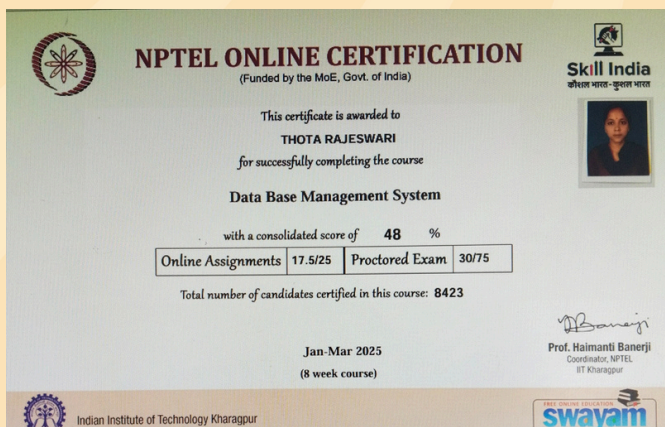 NPTEL ONLINE CERTIFICATION
(Funded by the MoE, Govt. of India)
Skill India
कौशल भारत - कुशल भारत
This certificate is awarded to
THOTA RAJESWARI
for successfully completing the course
Data Base Management System
with a consolidated score of 48 %
Online Assignments 17.5/25 Proctored Exam 30/75
Total number of candidates certified in this course: 8423
Jan-Mar 2025
(8 week course)
Prof. Haimanti Banerji
Coordinator, NPTEL
IIT Kharagpur
Indian Institute of Technology Kharagpur
FREE ONLINE EDUCATION
swayam